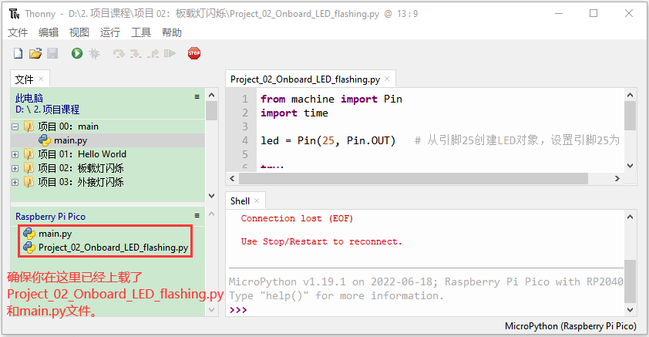 Thonny - D:\2. 项目课程\项目 02：板载灯闪烁\Project_02_Onboard_LED_flashing.py @ 13 : 9
文件 编辑 视图 运行 工具 帮助
STOP
文件
此电脑
D: \ 2. 项目课程
项目 00：main
main.py
项目 01：Hello World
项目 02：板载灯闪烁
项目 03：外接灯闪烁
Raspberry Pi Pico
main.py
Project_02_Onboard_LED_flashing.py
确保你在这里已经上载了
Project_02_Onboard_LED_flashing.py
和main.py文件。
Project_02_Onboard_LED_flashing.py
1 from machine import Pin
2 import time
3
4 led = Pin(25, Pin.OUT) # 从引脚25创建LED对象，设置引脚25为
5
Shell
Connection lost (EOF)
Use Stop/Restart to reconnect.
MicroPython v1.19.1 on 2022-06-18; Raspberry Pi Pico with RP2040
Type "help()" for more information.
>>>
MicroPython (Raspberry Pi Pico)